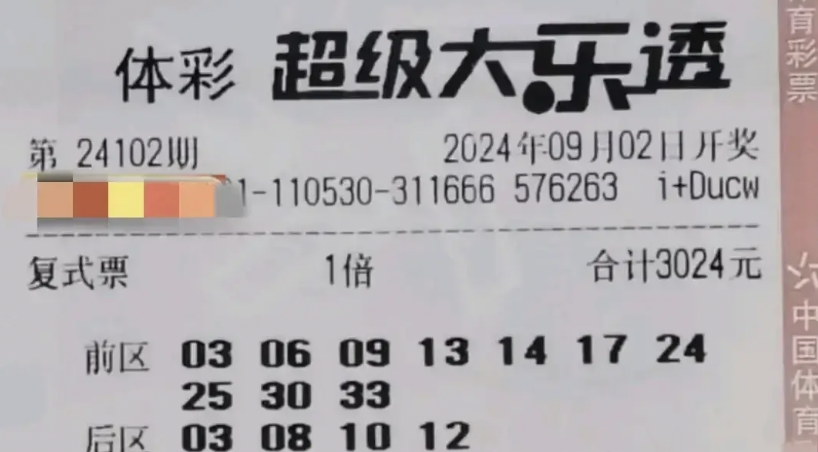 体彩 超级大乐透
第 24102期 2024年09月02日开奖
1-110530-311666 576263 i+Ducw
复式票 1倍 合计3024元
前区 03 06 09 13 14 17 24
25 30 33
后区 03 08 10 12
育彩票
中国体育